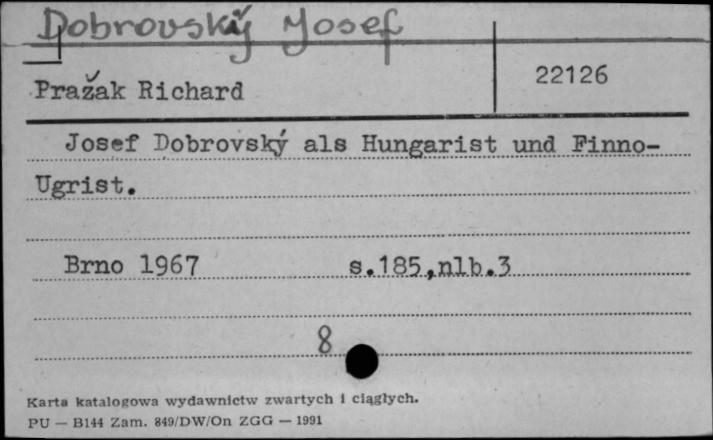 Dobrovský Josef
Pražak Richard
22126
Josef Dobrovský als Hungarist und Finno-
Ugrist.
Brno 1967 s.185,nlb.3
8
Karta katalogowa wydawnictw zwartych i ciągłych.
PU — B144 Zam. 849/DW/On ZGG — 1991